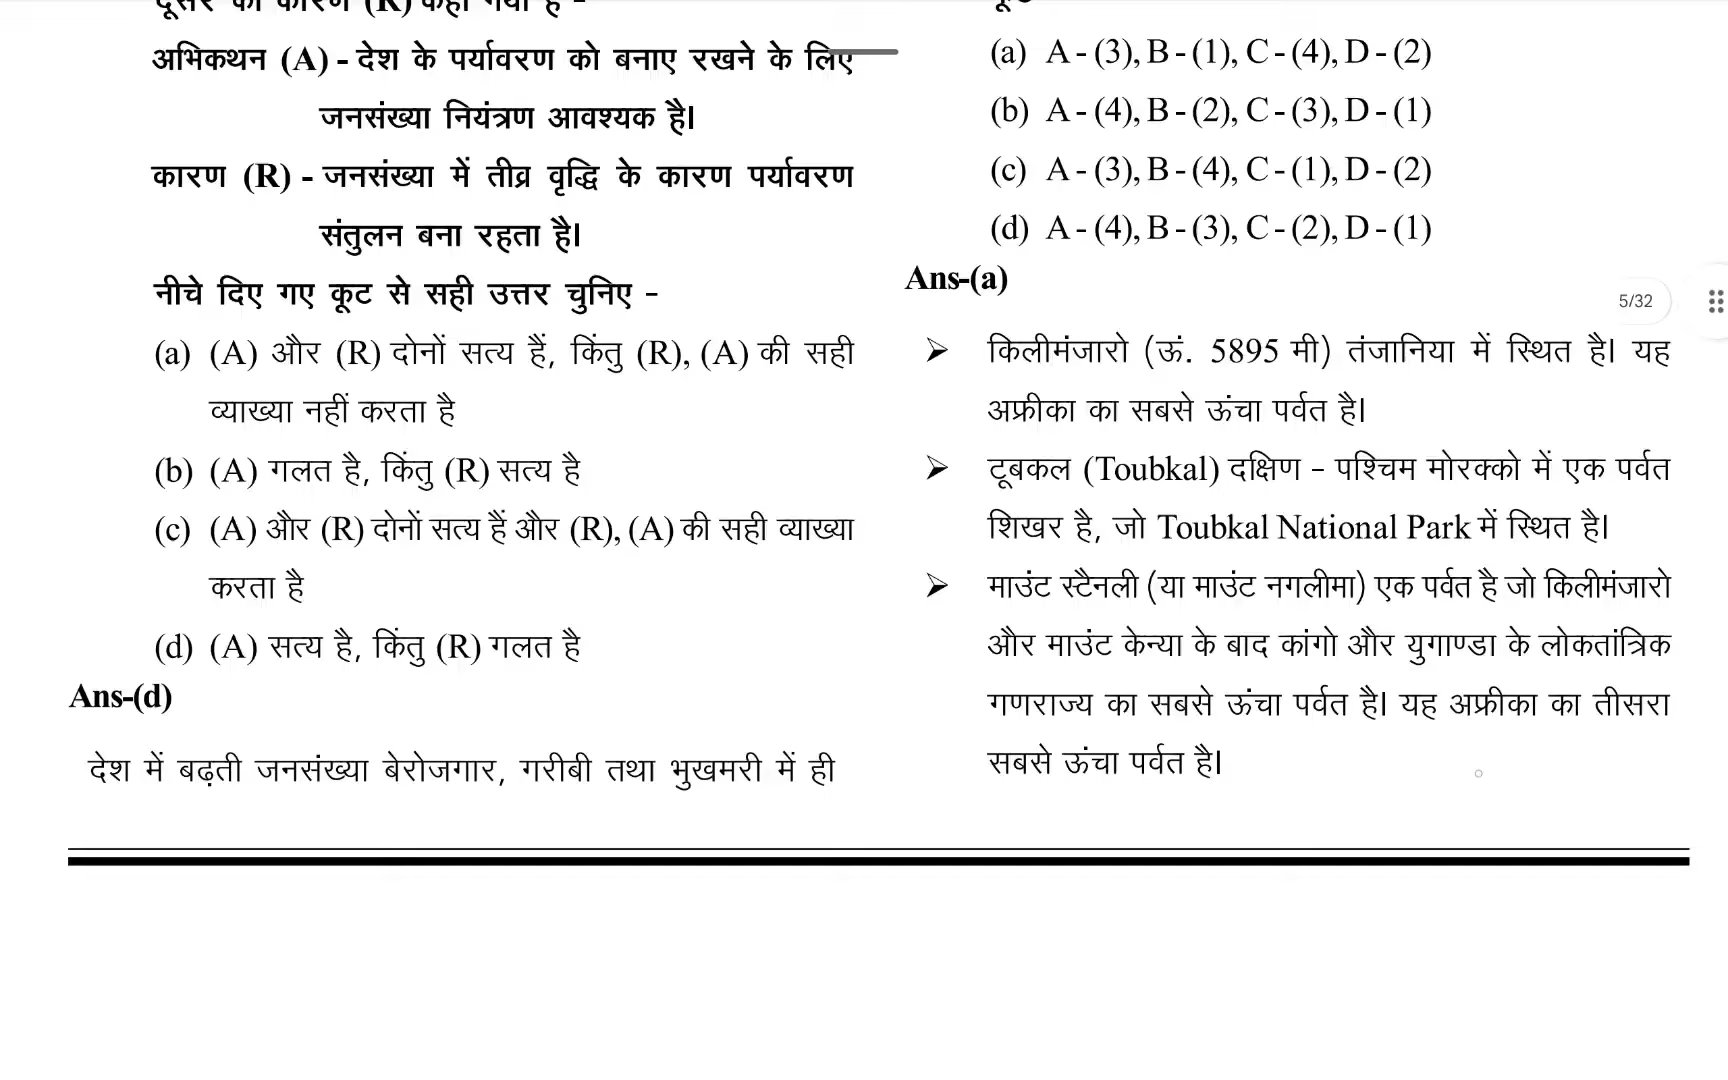 अभिकथन (A) - देश के पर्यावरण को बनाए रखने के लिए
जनसंख्या नियंत्रण आवश्यक है।
कारण (R) - जनसंख्या में तीव्र वृद्धि के कारण पर्यावरण
संतुलन बना रहता है।
नीचे दिए गए कूट से सही उत्तर चुनिए -
(a) (A) और (R) दोनों सत्य हैं, किंतु (R), (A) की सही
व्याख्या नहीं करता है
(b) (A) गलत है, किंतु (R) सत्य है
(c) (A) और (R) दोनों सत्य हैं और (R), (A) की सही व्याख्या
करता है
(d) (A) सत्य है, किंतु (R) गलत है
Ans-(d)
देश में बढ़ती जनसंख्या बेरोजगार, गरीबी तथा भुखमरी में ही
(a) A - (3), B - (1), C - (4), D - (2)
(b) A - (4), B - (2), C - (3), D - (1)
(c) A - (3), B - (4), C - (1), D - (2)
(d) A - (4), B - (3), C - (2), D - (1)
Ans-(a)
➢ किलीमंजारो (ऊं. 5895 मी) तंजानिया में स्थित है। यह
अफ्रीका का सबसे ऊंचा पर्वत है।
➢ टूबकल (Toubkal) दक्षिण - पश्चिम मोरक्को में एक पर्वत
शिखर है, जो Toubkal National Park में स्थित है।
➢ माउंट स्टैनली (या माउंट नगलीमा) एक पर्वत है जो किलीमंजारो
और माउंट केन्या के बाद कांगो और युगाण्डा के लोकतांत्रिक
गणराज्य का सबसे ऊंचा पर्वत है। यह अफ्रीका का तीसरा
सबसे ऊंचा पर्वत है।
5/32